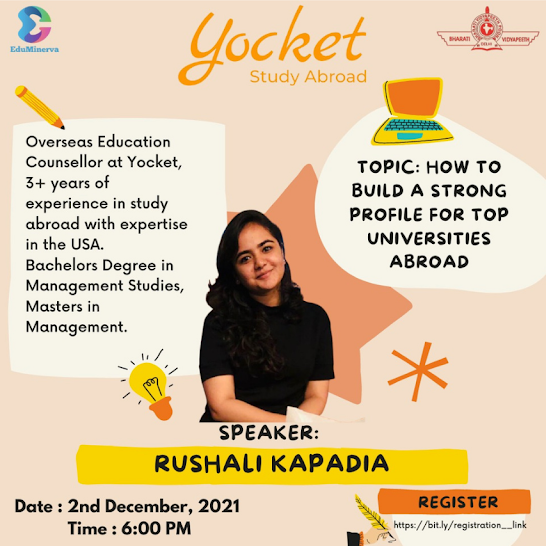 EduMinerva
Yocket
Study Abroad
BHARATI VIDYAPEETH
Overseas Education
Counsellor at Yocket,
3+ years of
experience in study
abroad with expertise
in the USA.
Bachelors Degree in
Management Studies,
Masters in
Management.
TOPIC: HOW TO
BUILD A STRONG
PROFILE FOR TOP
UNIVERSITIES
ABROAD
SPEAKER:
RUSHALI KAPADIA
Date : 2nd December, 2021
Time : 6:00 PM
REGISTER
https://bit.ly/registration__link